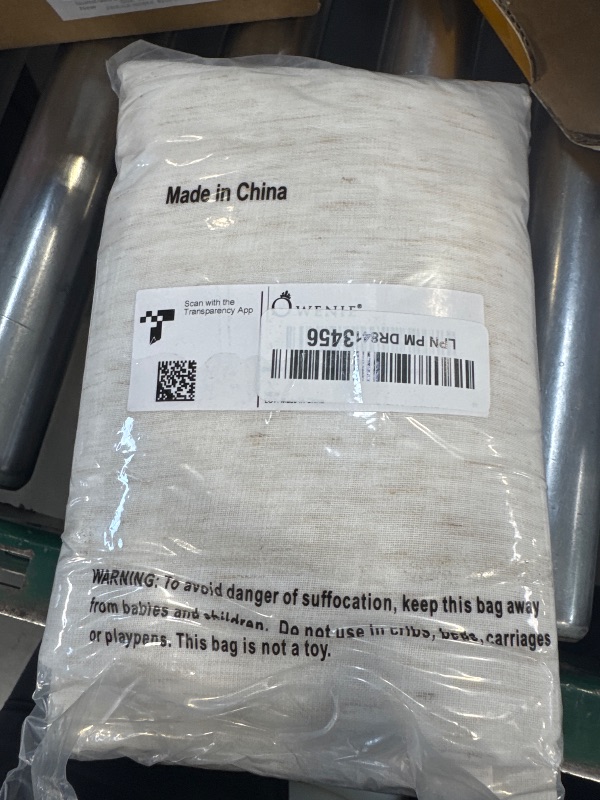 Made in China
Scan with the
Transparency App
OWENIE®
LPN PM DR8413456
WARNING: To avoid danger of suffocation, keep this bag away
from babies and children. Do not use in cribs, beds, carriages
or playpens. This bag is not a toy.